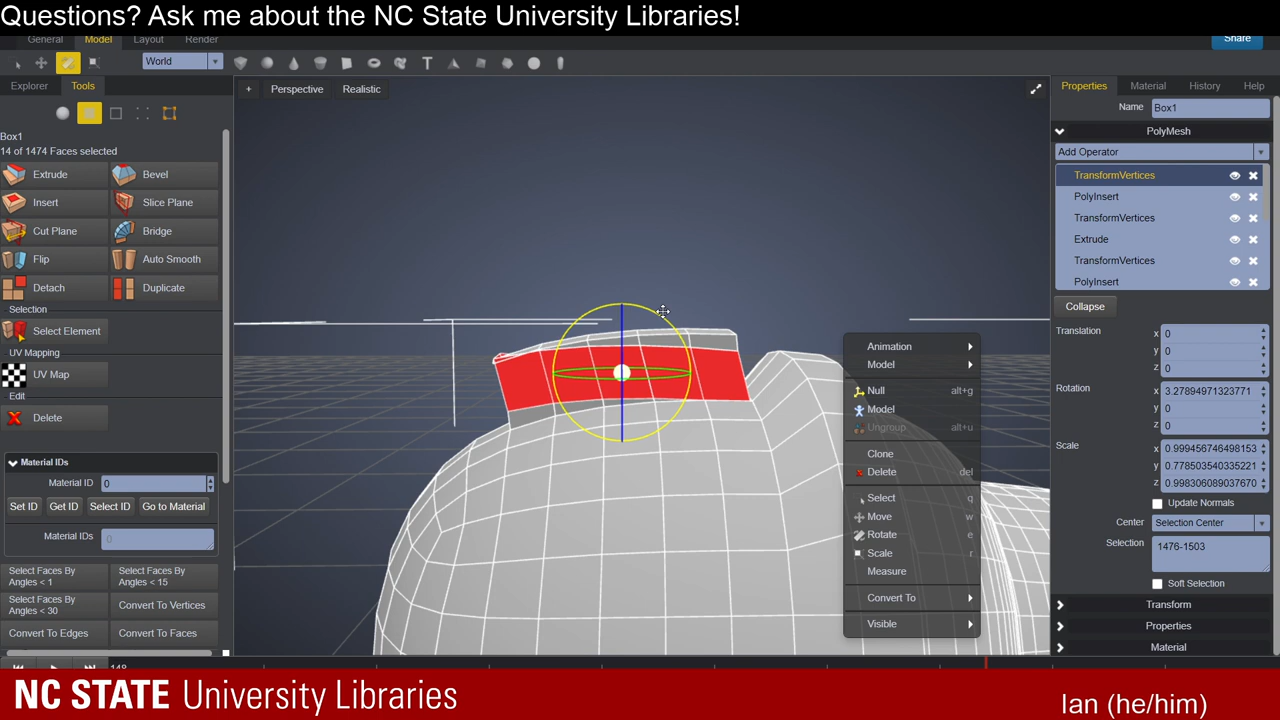 Questions? Ask me about the NC State University Libraries!
General Model Layout Render Share
World
Explorer Tools + Perspective Realistic Properties Material History Help
Name Box1
Box1
14 of 1474 Faces selected
PolyMesh
Add Operator
Extrude Bevel
TransformVertices
Insert Slice Plane
PolyInsert
Cut Plane Bridge
TransformVertices
Flip Auto Smooth
Extrude
TransformVertices
Detach Duplicate
PolyInsert
Selection
Collapse
Select Element
Translation x 0
y 0
z 0
UV Mapping
UV Map
Edit
Delete
Rotation x 3.27894971323771
y 0
z 0
Scale x 0.999456746498153
y 0.778503540335221
z 0.998306089037670
Update Normals
Center Selection Center
Selection 1476-1503
Soft Selection
Transform
Properties
Material
Material IDs
Material ID 0
Set ID Get ID Select ID Go to Material
Material IDs 0
Select Faces By Angles < 1
Select Faces By Angles < 15
Select Faces By Angles < 30
Convert To Vertices
Convert To Edges Convert To Faces
Animation
Model
Null alt+g
Model
Ungroup alt+u
Clone
Delete del
Select q
Move w
Rotate e
Scale r
Measure
Convert To
Visible
148
NC STATE University Libraries
Ian (he/him)